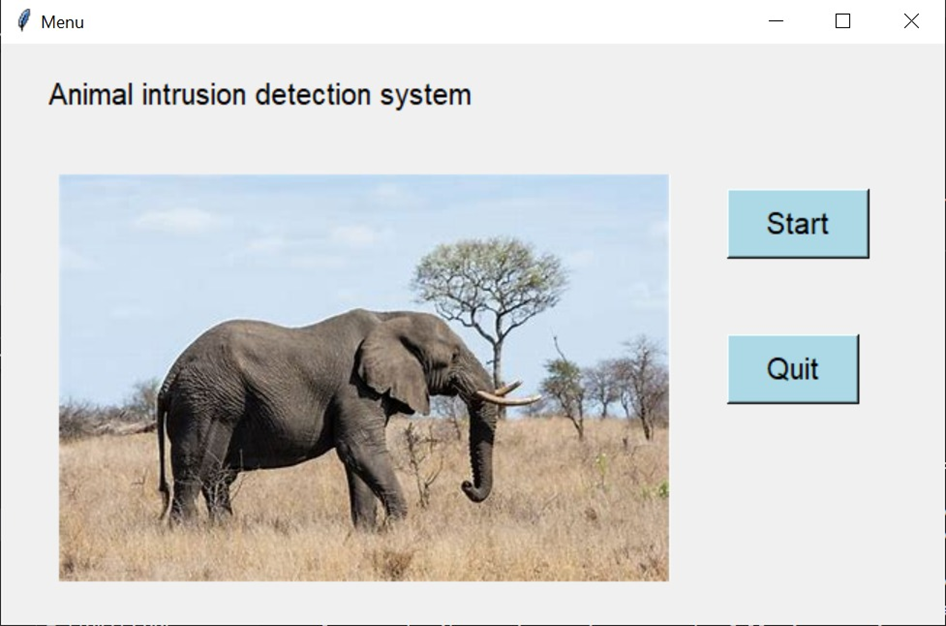 Menu
Animal intrusion detection system
Start
Quit